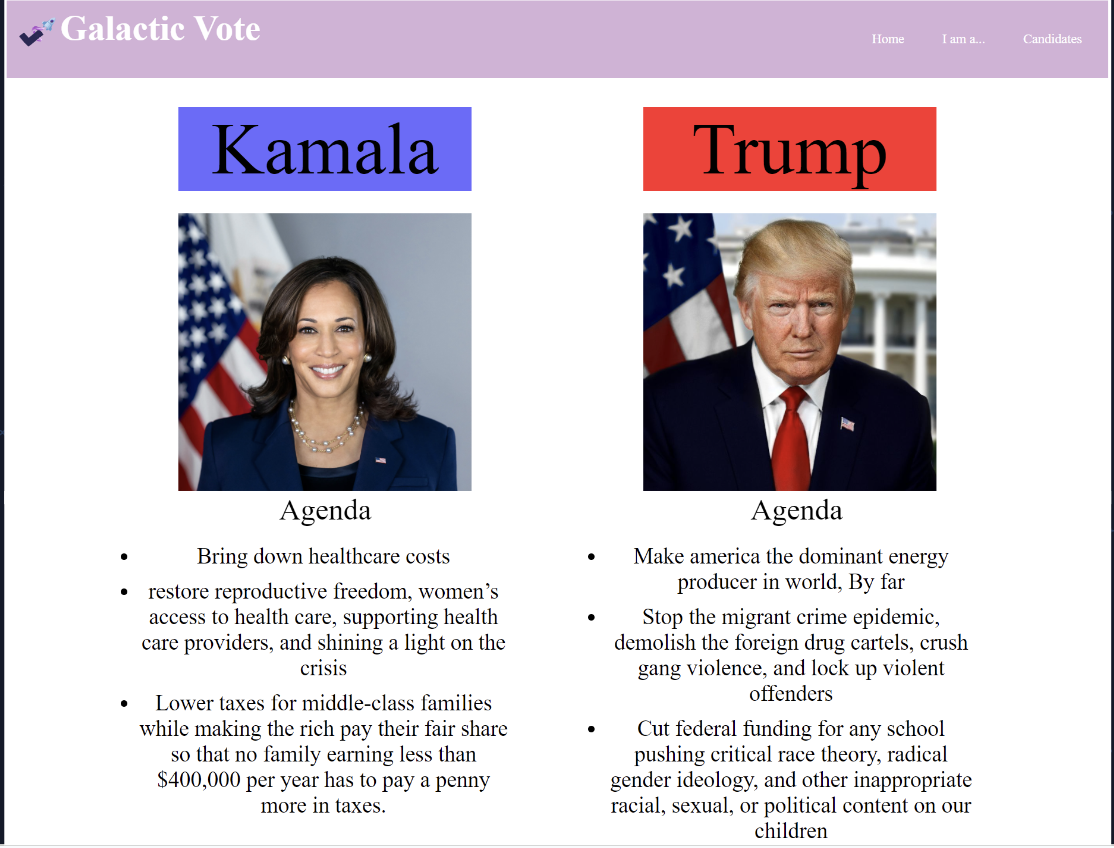 Galactic Vote
Home
I am a...
Candidates
Kamala
Trump
Agenda
Bring down healthcare costs
restore reproductive freedom, women’s
access to health care, supporting health
care providers, and shining a light on the
crisis
Lower taxes for middle-class families
while making the rich pay their fair share
so that no family earning less than
$400,000 per year has to pay a penny
more in taxes.
Agenda
Make america the dominant energy
producer in world, By far
Stop the migrant crime epidemic,
demolish the foreign drug cartels, crush
gang violence, and lock up violent
offenders
Cut federal funding for any school
pushing critical race theory, radical
gender ideology, and other inappropriate
racial, sexual, or political content on our
children